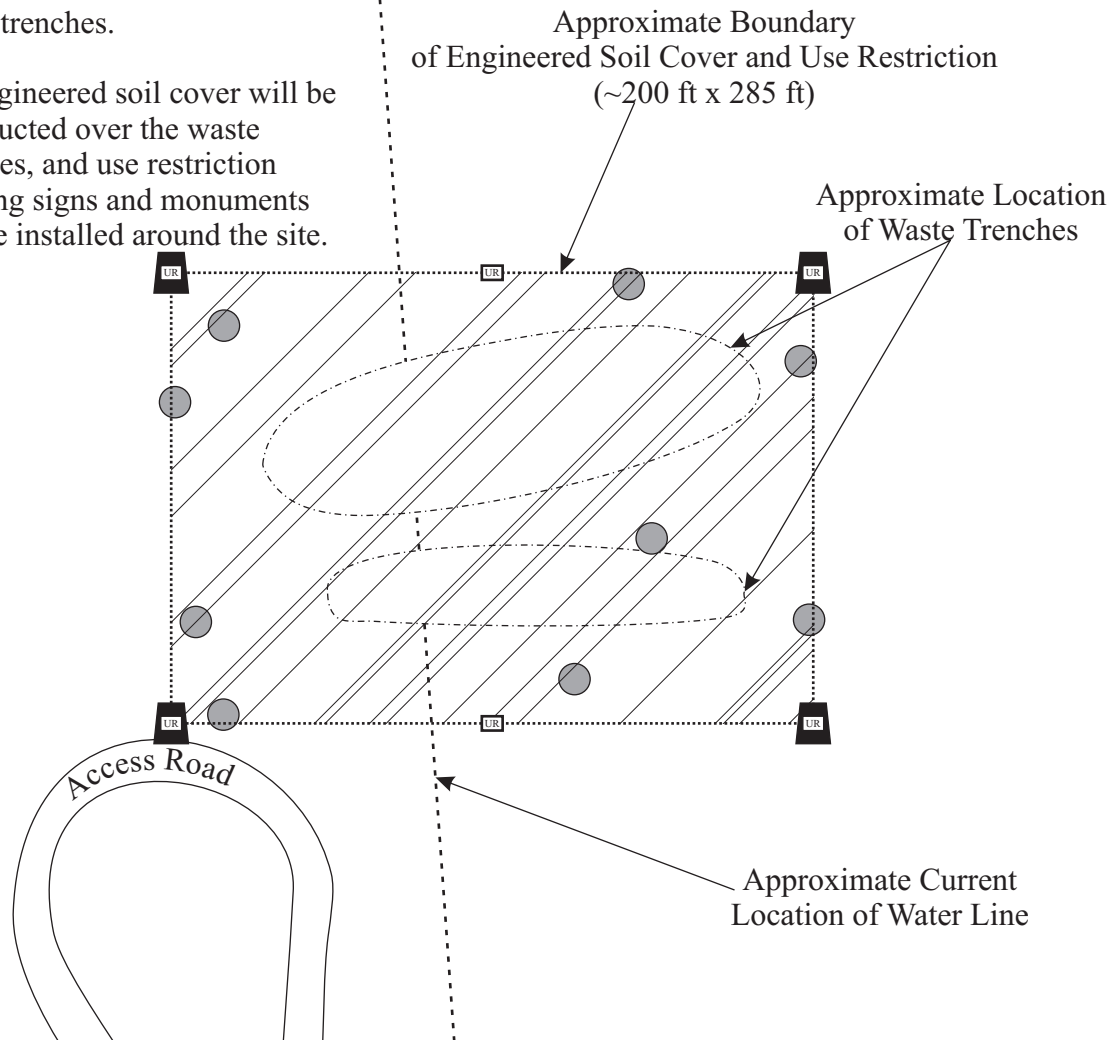 trenches.
gineered soil cover will be
ucted over the waste
es, and use restriction
ng signs and monuments
e installed around the site.
Approximate Boundary
of Engineered Soil Cover and Use Restriction
(~200 ft x 285 ft)
Approximate Location
of Waste Trenches
UR
UR
UR
UR
UR
UR
Access Road
Approximate Current
Location of Water Line